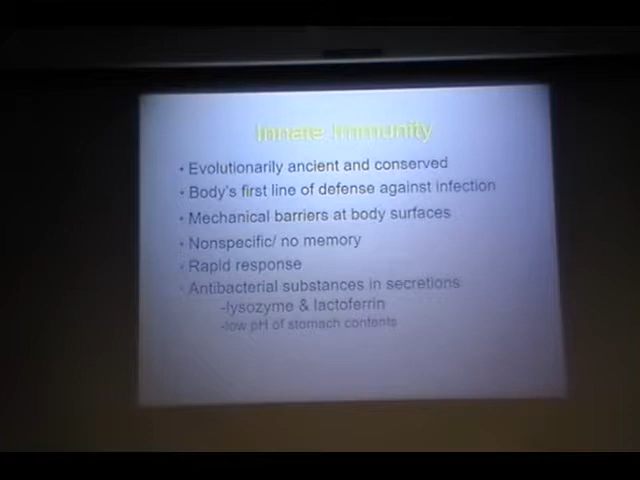 Innate Immunity
• Evolutionarily ancient and conserved
• Body's first line of defense against infection
• Mechanical barriers at body surfaces
• Nonspecific/ no memory
• Rapid response
• Antibacterial substances in secretions
-lysozyme & lactoferrin
-low pH of stomach contents